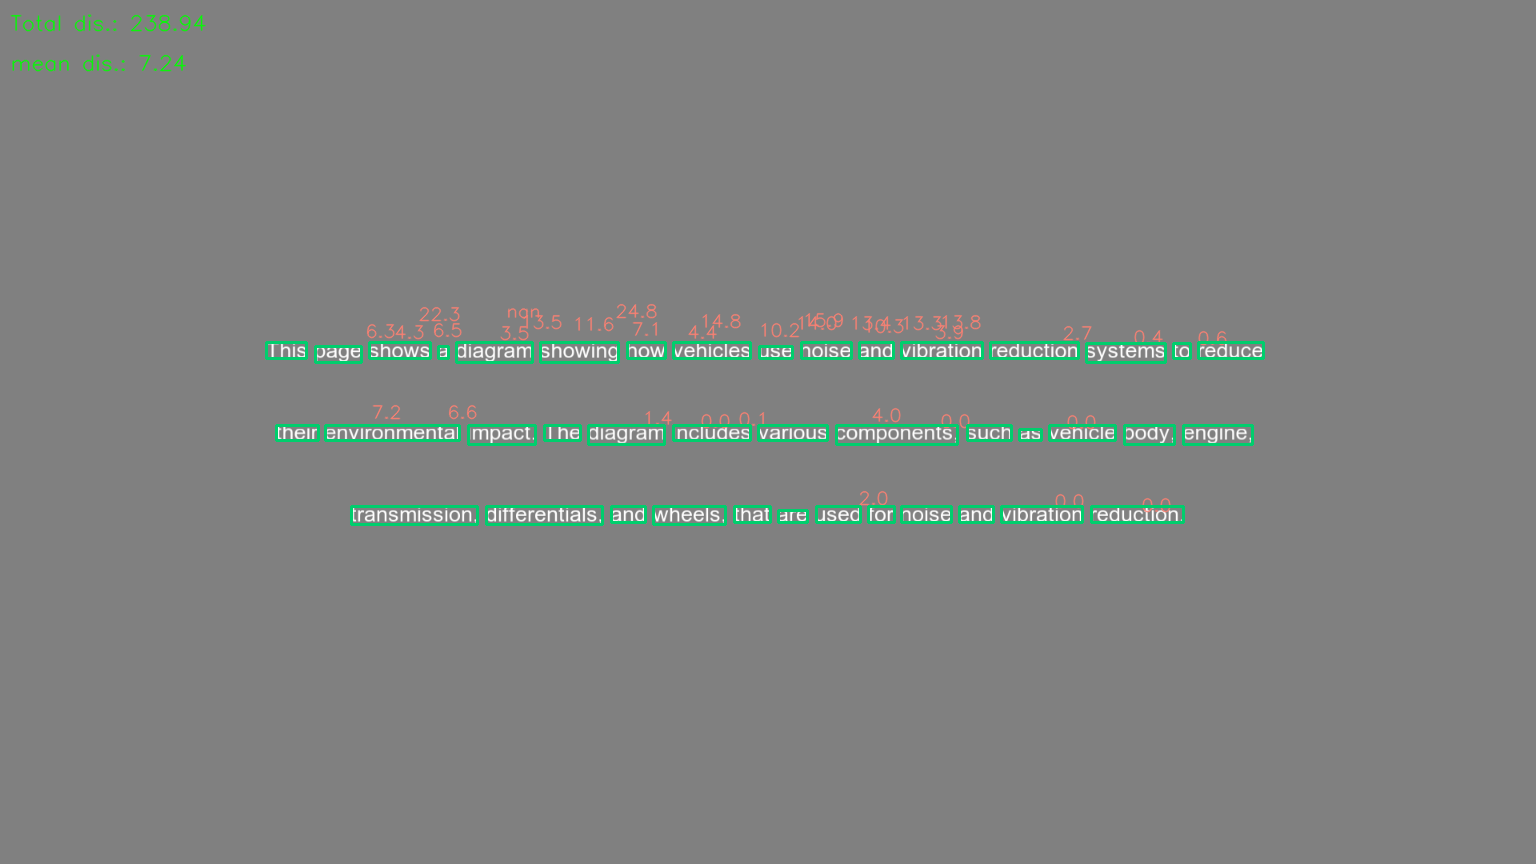 Total dis.: 238.94
mean dis.: 7.24
22.3 nan 24.8
6.3 4.3 6.5 3.5 13.5 11.6 7.1 4.4 14.8 10.2 14.0 15.9 13.4 10.3 13.3 3.9 13.8 2.7 0.4 0.6
This page shows a diagram showing how vehicles use noise and vibration reduction systems to reduce
7.2 6.6 1.4 0.0 0.1 4.0 0.0 0.0
their environmental impact. The diagram includes various components, such as vehicle body, engine,
2.0 0.0 0.0
transmission, differentials, and wheels, that are used for noise and vibration reduction.